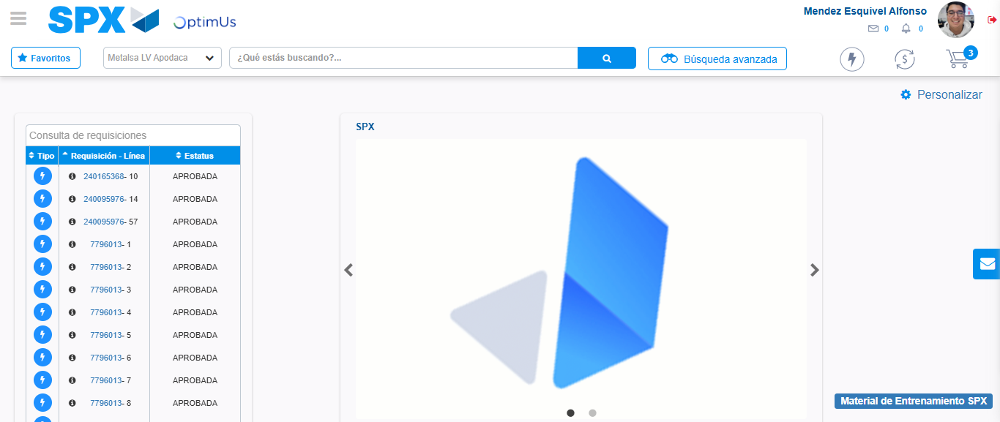 SPX
OptimUs
Mendez Esquivel Alfonso
0 0
Favoritos
Metalsa LV Apodaca
¿Qué estás buscando?...
Búsqueda avanzada
$
3
Personalizar
Consulta de requisiciones
Tipo Requisición - Línea Estatus
240165368- 10 APROBADA
240095976- 14 APROBADA
240095976- 57 APROBADA
7796013- 1 APROBADA
7796013- 2 APROBADA
7796013- 3 APROBADA
7796013- 4 APROBADA
7796013- 5 APROBADA
7796013- 6 APROBADA
7796013- 7 APROBADA
7796013- 8 APROBADA
SPX
Material de Entrenamiento SPX